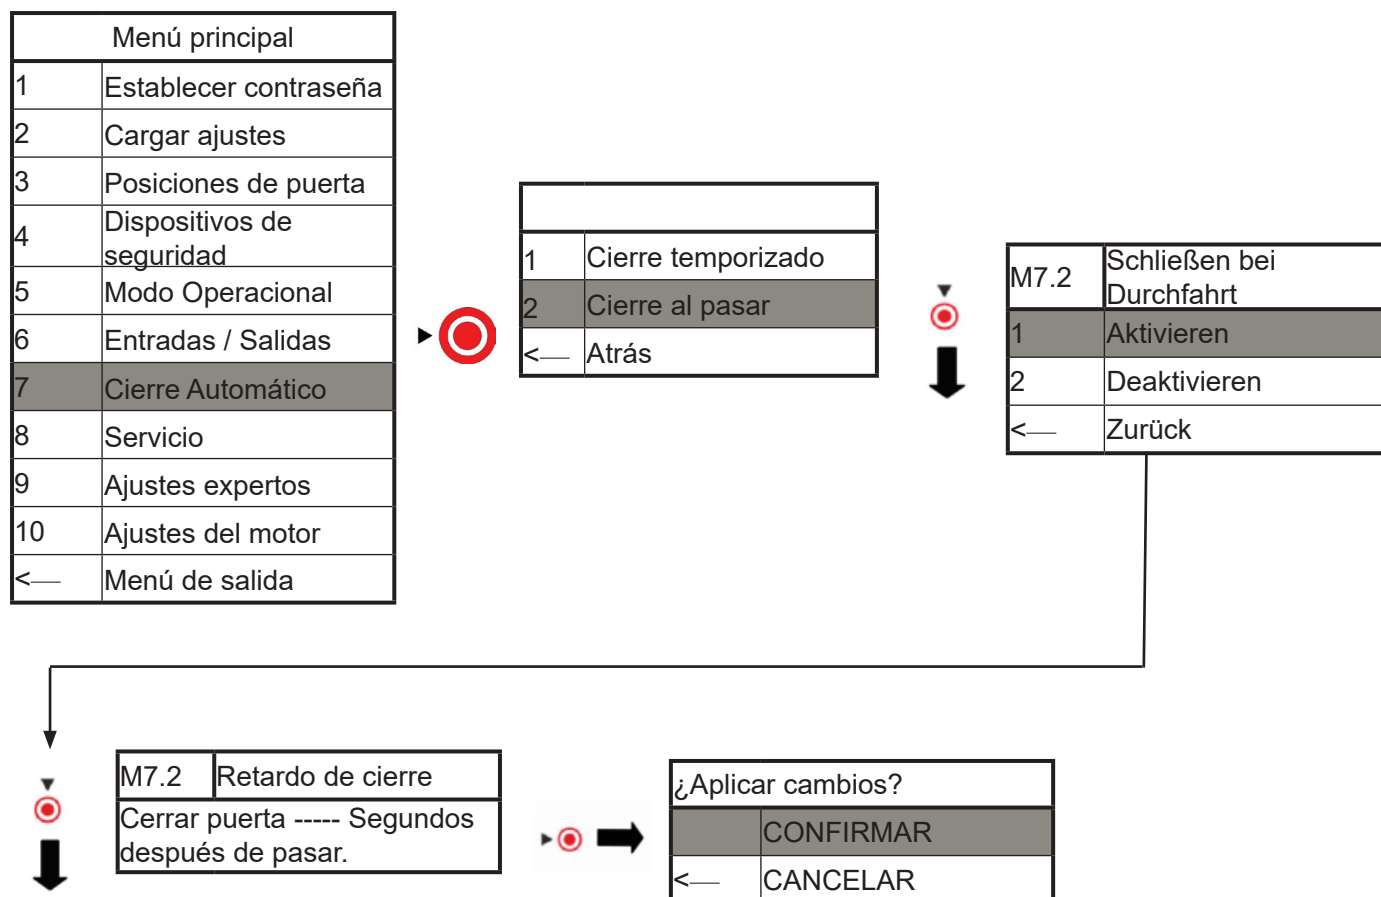 Menú principal
1 Establecer contraseña
2 Cargar ajustes
3 Posiciones de puerta
4 Dispositivos de
seguridad
5 Modo Operacional
6 Entradas / Salidas
7 Cierre Automático
8 Servicio
9 Ajustes expertos
10 Ajustes del motor
<— Menú de salida
1 Cierre temporizado
2 Cierre al pasar
<— Atrás
M7.2 Schließen bei
Durchfahrt
1 Aktivieren
2 Deaktivieren
<— Zurück
M7.2 Retardo de cierre
Cerrar puerta ----- Segundos
después de pasar.
¿Aplicar cambios?
CONFIRMAR
<— CANCELAR